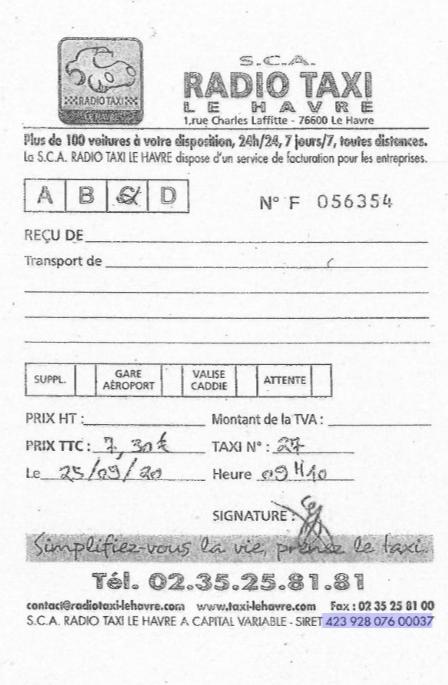 RADIO TAXI
LE HAVRE
S.C.A.
RADIO TAXI
LE HAVRE
1,rue Charles Laffitte - 76600 Le Havre
Plus de 100 voitures à votre disposition, 24h/24, 7 jours/7, toutes distances.
La S.C.A. RADIO TAXI LE HAVRE dispose d'un service de facturation pour les entreprises.
A B C D N° F 056354
REÇU DE
Transport de
SUPPL. GARE AÉROPORT VALISE CADDIE ATTENTE
PRIX HT : Montant de la TVA :
PRIX TTC : 7,30€ TAXI N° : 27
Le 25/09/20 Heure 09H10
SIGNATURE :
Simplifiez-vous la vie, prenez le taxi.
Tél. 02.35.25.81.81
contact@radiotaxi-lehavre.com www.taxi-lehavre.com Fax : 02 35 25 81 00
S.C.A. RADIO TAXI LE HAVRE A CAPITAL VARIABLE - SIRET 423 928 076 00037